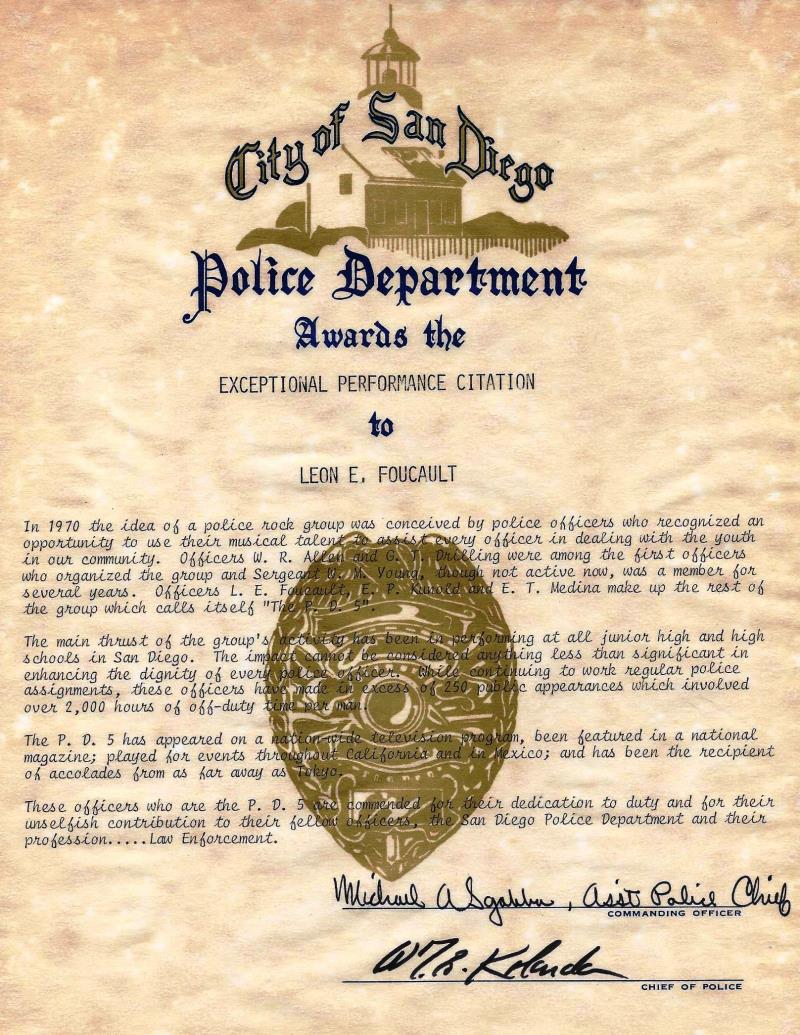 City of San Diego
Police Department
Awards the
EXCEPTIONAL PERFORMANCE CITATION
to
LEON E. FOUCAULT
In 1970 the idea of a police rock group was conceived by police officers who recognized an
opportunity to use their musical talent to assist every officer in dealing with the youth
in our community. Officers W. R. Allen and G. T. Drilling were among the first officers
who organized the group and Sergeant W. M. Young, though not active now, was a member for
several years. Officers L. E. Foucault, E. P. Kunold and E. T. Medina make up the rest of
the group which calls itself "The P. D. 5".
The main thrust of the group's activity has been in performing at all junior high and high
schools in San Diego. The impact cannot be considered anything less than significant in
enhancing the dignity of every police officer. While continuing to work regular police
assignments, these officers have made in excess of 250 public appearances which involved
over 2,000 hours of off-duty time per man.
The P. D. 5 has appeared on a nation-wide television program, been featured in a national
magazine; played for events throughout California and in Mexico; and has been the recipient
of accolades from as far away as Tokyo.
These officers who are the P. D. 5 are commended for their dedication to duty and for their
unselfish contribution to their fellow officers, the San Diego Police Department and their
profession.....Law Enforcement.
Michael A Sgobba, Asst Police Chief
COMMANDING OFFICER
CHIEF OF POLICE